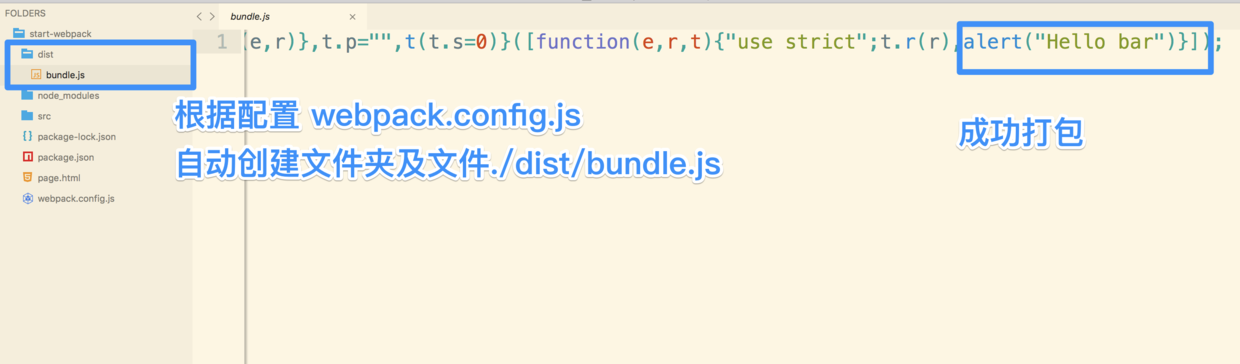 FOLDERS
start-webpack
dist
bundle.js
node_modules
src
package-lock.json
package.json
page.html
webpack.config.js
bundle.js
1 (e,r)},t.p="",t(t.s=0)}([function(e,r,t){"use strict";t.r(r),alert("Hello bar")}]);
根据配置 webpack.config.js
自动创建文件夹及文件./dist/bundle.js
成功打包